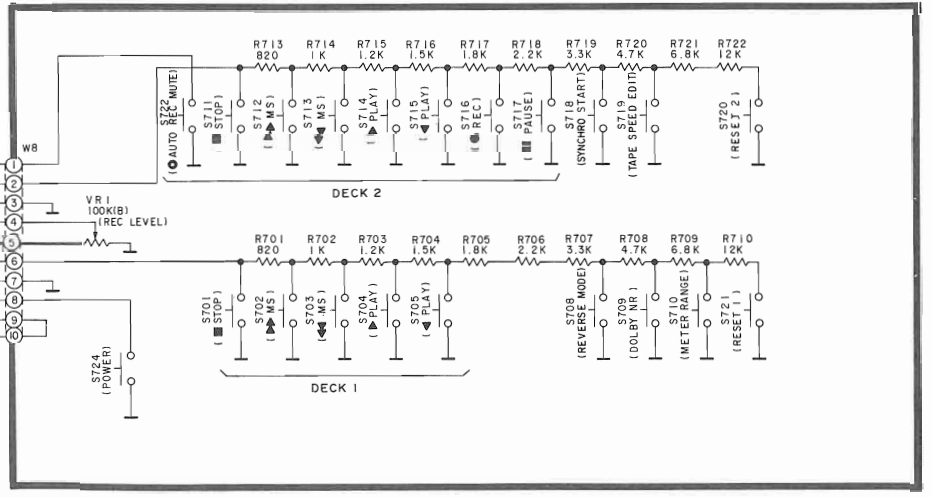 R713 R714 R715 R716 R717 R718 R719 R720 R721 R722
820 1K 1.2K 1.5K 1.8K 2.2K 3.3K 4.7K 6.8K 12K
S722
(AUTO REC MUTE)
S711
(■STOP)
S712
(▶▶MS)
S713
(◀◀MS)
S714
(▶PLAY)
S715
(◀PLAY)
S716
(●REC)
S717
(PAUSE)
S718
(SYNCHRO START)
S719
(TAPE SPEED EDIT)
S720
(RESET 2)
DECK 2
W8
1
2
3
4
5
6
7
8
9
10
VR1
100K(B)
(REC LEVEL)
R701 R702 R703 R704 R705 R706 R707 R708 R709 R710
820 1K 1.2K 1.5K 1.8K 2.2K 3.3K 4.7K 6.8K 12K
S701
(■STOP)
S702
(▶▶MS)
S703
(◀◀MS)
S704
(▶PLAY)
S705
(◀PLAY)
S708
(REVERSE MODE)
S709
(DOLBY NR)
S710
(METER RANGE)
S721
(RESET 1)
DECK 1
S724
(POWER)